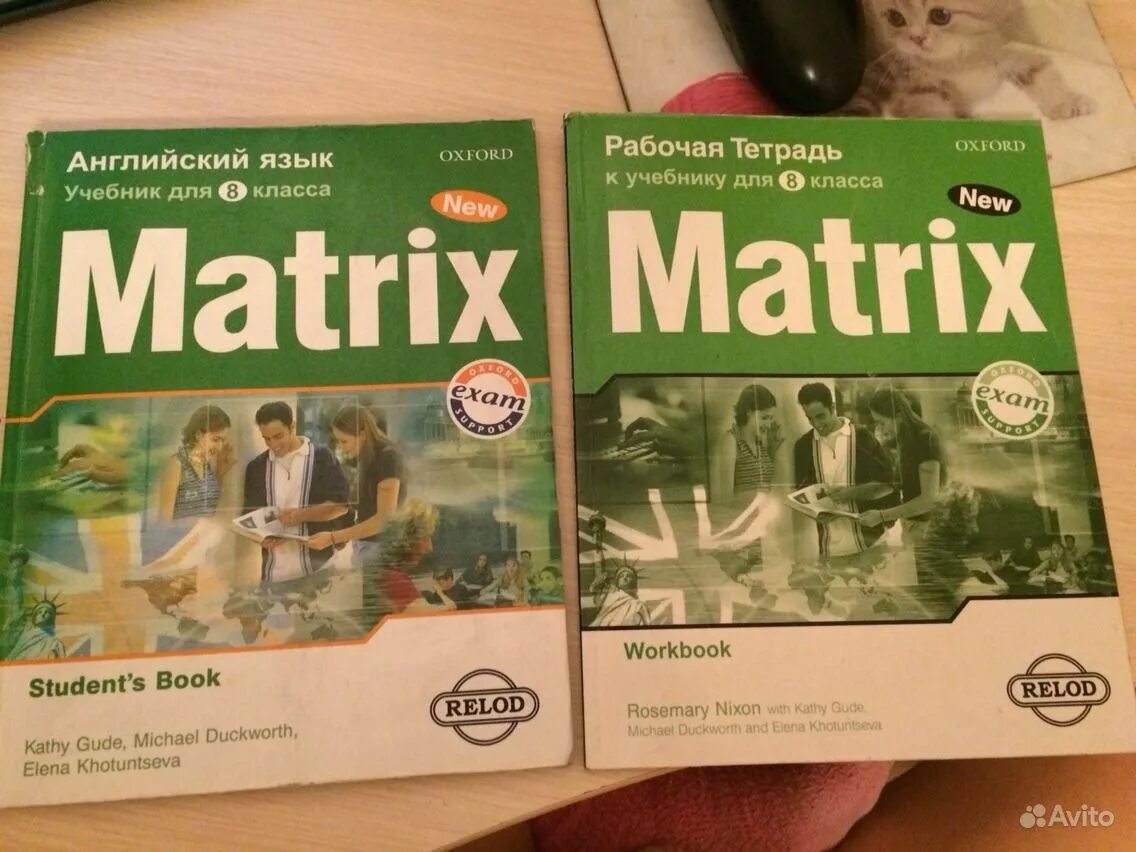 Английский язык
OXFORD
Учебник для 8 класса
New
Matrix
OXFORD
exam
SUPPORT
Student's Book
RELOD
Kathy Gude, Michael Duckworth,
Elena Khotuntseva
Рабочая Тетрадь
OXFORD
к учебнику для 8 класса
New
Matrix
OXFORD
exam
SUPPORT
Workbook
RELOD
Rosemary Nixon with Kathy Gude,
Michael Duckworth and Elena Khotuntseva
Avito